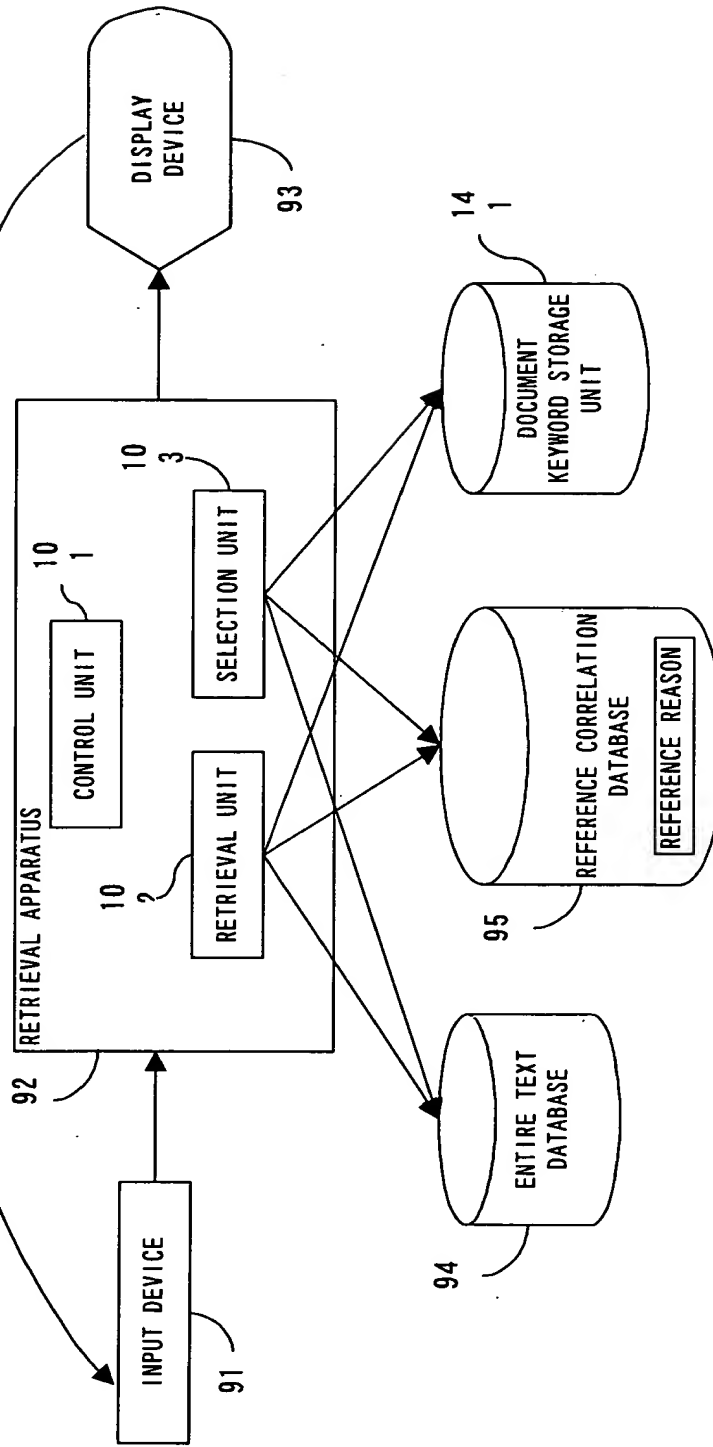 DISPLAY
DEVICE
93
RETRIEVAL APPARATUS
92
CONTROL UNIT
10
1
RETRIEVAL UNIT
10
2
SELECTION UNIT
10
3
INPUT DEVICE
91
ENTIRE TEXT
DATABASE
94
REFERENCE CORRELATION
DATABASE
REFERENCE REASON
95
DOCUMENT
KEYWORD STORAGE
UNIT
14
1